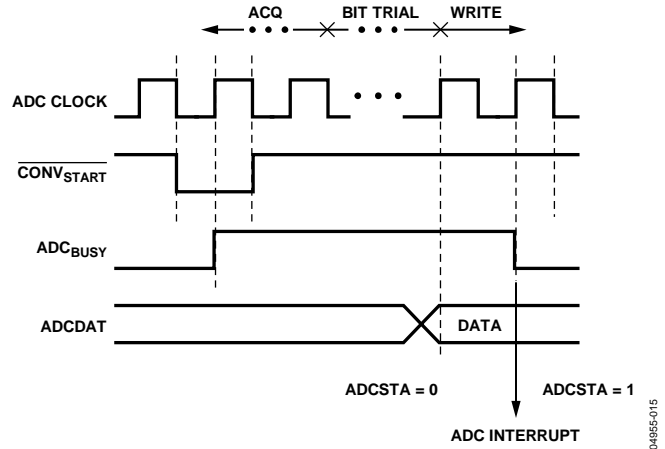 ACQ BIT TRIAL WRITE
ADC CLOCK
CONVSTART
ADCBUSY
ADCDAT DATA
ADCSTA = 0 ADCSTA = 1
ADC INTERRUPT
04955-015